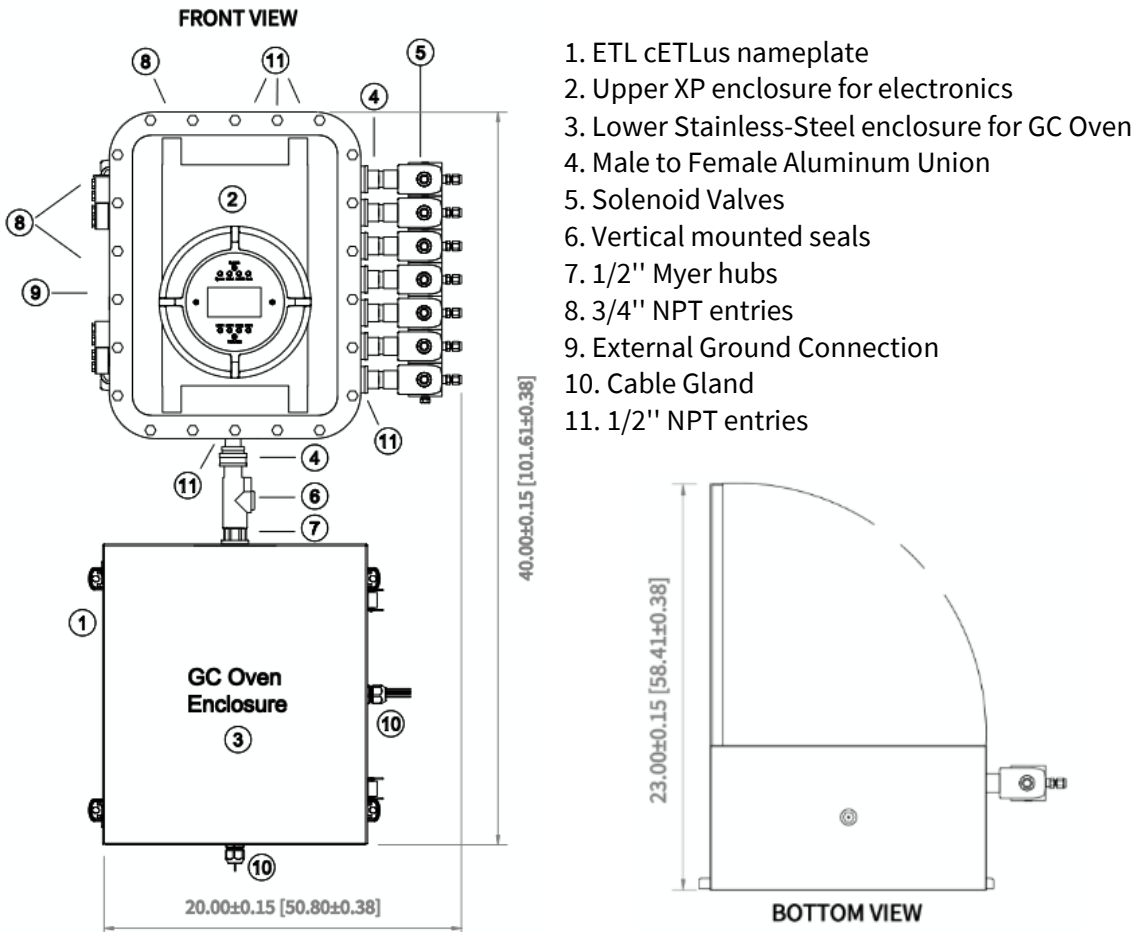 FRONT VIEW
8
11
5
4
2
8
9
11
4
11
6
7
1
GC Oven
Enclosure
3
10
10
20.00±0.15 [50.80±0.38]
40.00±0.15 [101.61±0.38]
1. ETL cETLus nameplate
2. Upper XP enclosure for electronics
3. Lower Stainless-Steel enclosure for GC Oven
4. Male to Female Aluminum Union
5. Solenoid Valves
6. Vertical mounted seals
7. 1/2'' Myer hubs
8. 3/4'' NPT entries
9. External Ground Connection
10. Cable Gland
11. 1/2'' NPT entries
23.00±0.15 [58.41±0.38]
BOTTOM VIEW